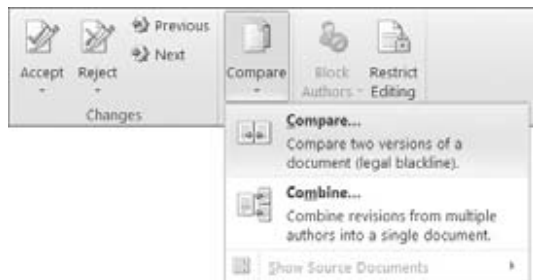 Previous
Next
Accept
Reject
Changes
Compare
Block
Authors
Restrict
Editing
Compare...
Compare two versions of a
document (legal blackline).
Combine...
Combine revisions from multiple
authors into a single document.
Show Source Documents